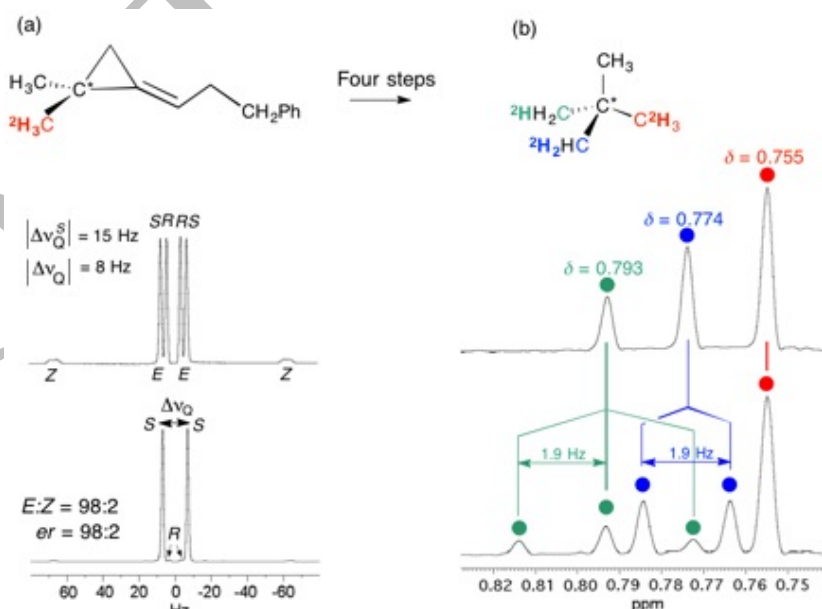 (a)
H₃C
C*
²H₃C
CH₂Ph
Four steps
(b)
CH₃
²HH₂C
C*
C²H₃
²H₂HC
δ = 0.755
δ = 0.774
δ = 0.793
|Δν_Q^S| = 15 Hz
|Δν_Q| = 8 Hz
SR RS
Z E E Z
Δν_Q
S S
R
E:Z = 98:2
er = 98:2
60 40 20 0 -20 -40 -60
Hz
1.9 Hz 1.9 Hz
0.82 0.81 0.80 0.79 0.78 0.77 0.76 0.75
ppm